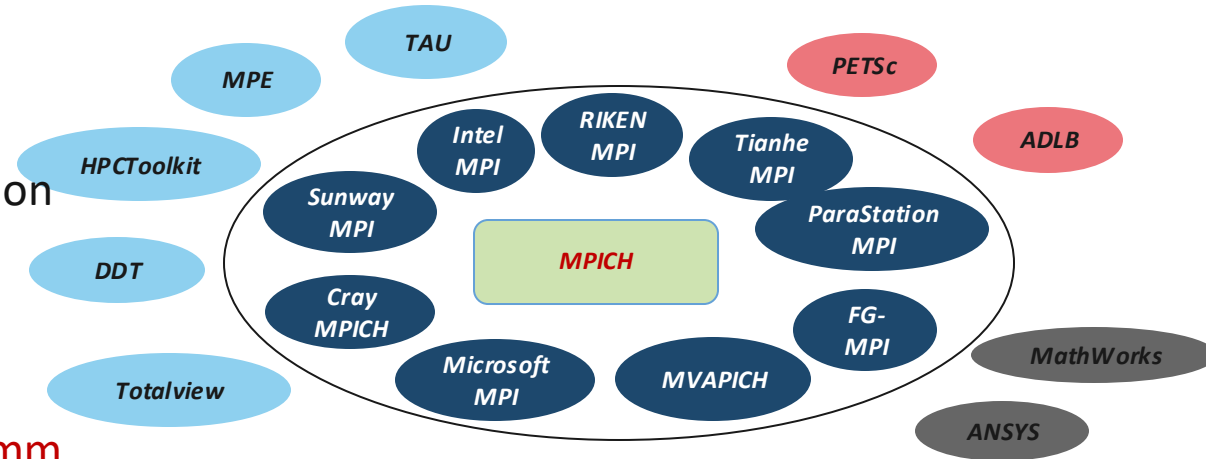 TAU
MPE
PETSc
Intel
MPI
RIKEN
MPI
Tianhe
MPI
ADLB
HPCToolkit
on
Sunway
MPI
ParaStation
MPI
DDT
MPICH
Cray
MPICH
FG-
MPI
Microsoft
MPI
MVAPICH
MathWorks
Totalview
ANSYS
mm